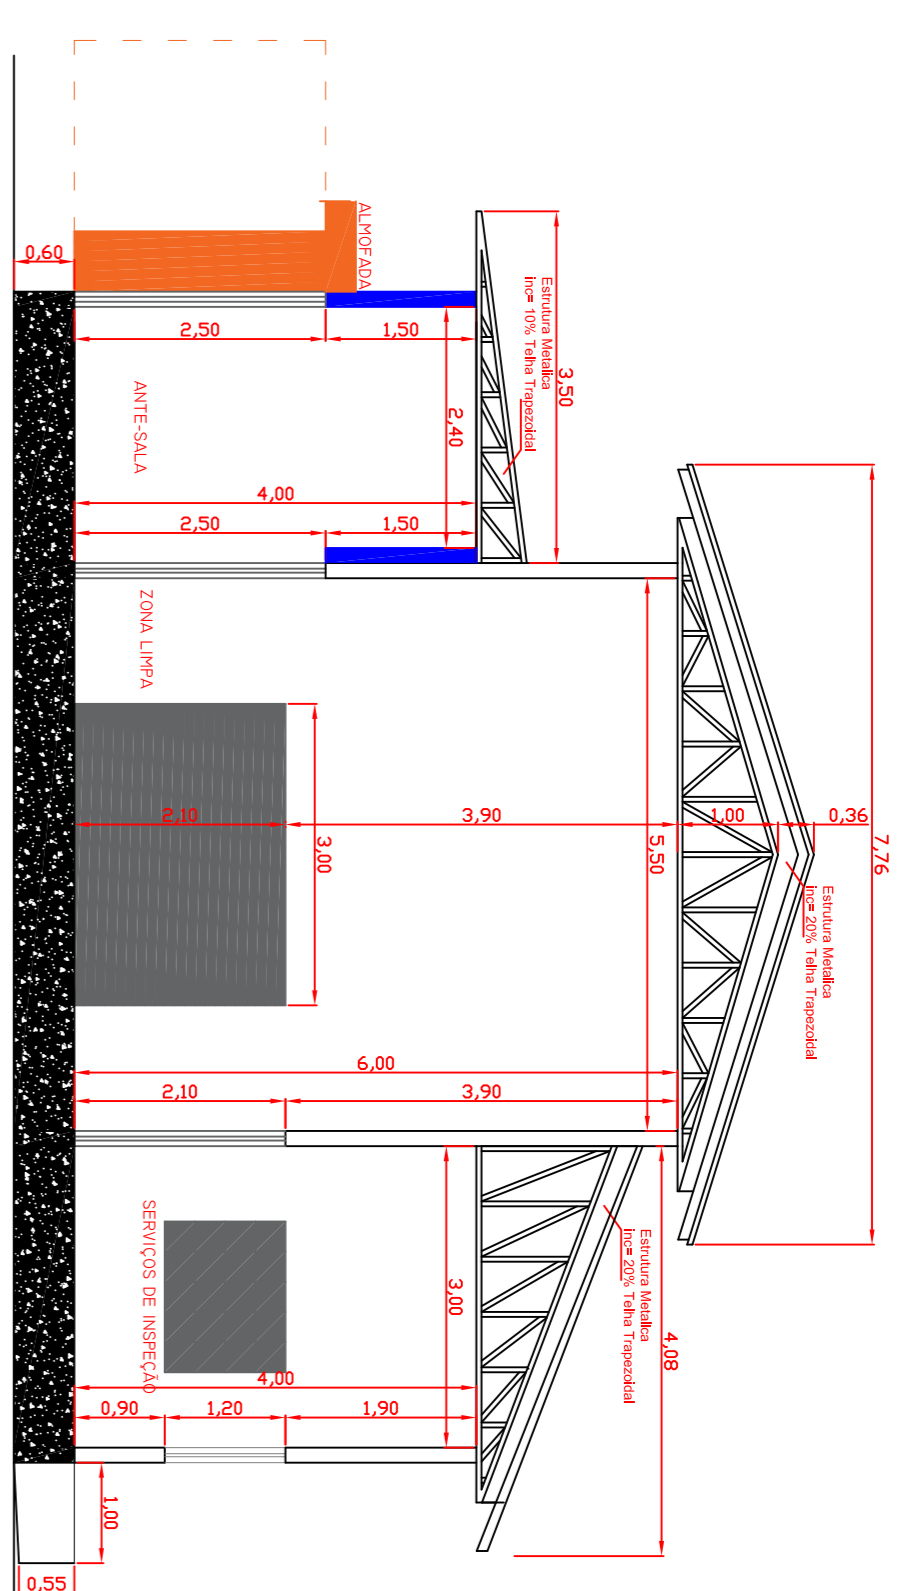 0,60
ALMOFADA
2,50
1,50
ANTE-SALA
2,40
4,00
2,50
1,50
3,50
Estrutura Metalica
inc= 10% Telha Trapezoidal
ZONA LIMPA
2,10
3,90
1,00
0,36
7,76
3,00
5,50
Estrutura Metalica
inc= 20% Telha Trapezoidal
6,00
2,10
3,90
SERVIÇOS DE INSPEÇÃO
3,00
4,08
Estrutura Metalica
inc= 20% Telha Trapezoidal
4,00
0,90
1,20
1,90
1,00
0,55